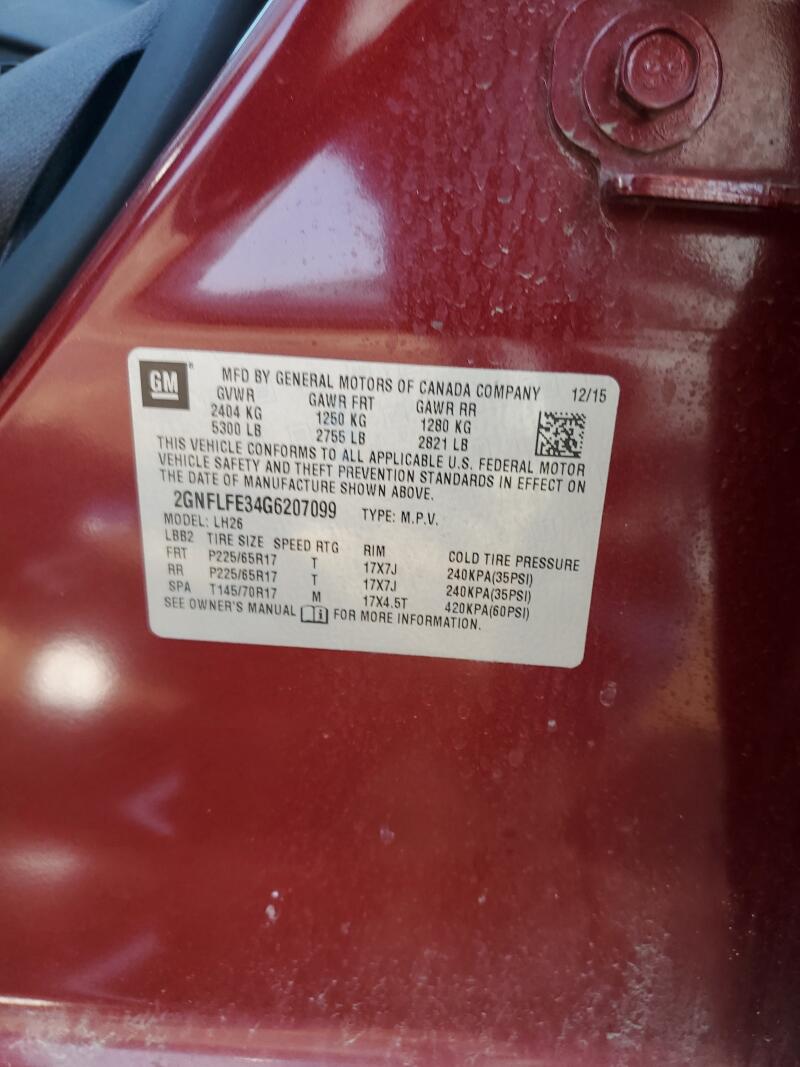 GM ® MFD BY GENERAL MOTORS OF CANADA COMPANY 12/15
GVWR GAWR FRT GAWR RR
2404 KG 1250 KG 1280 KG
5300 LB 2755 LB 2821 LB
THIS VEHICLE CONFORMS TO ALL APPLICABLE U.S. FEDERAL MOTOR
VEHICLE SAFETY AND THEFT PREVENTION STANDARDS IN EFFECT ON
THE DATE OF MANUFACTURE SHOWN ABOVE.
2GNFLFE34G6207099 TYPE: M.P.V.
MODEL: LH26
LBB2 TIRE SIZE SPEED RTG RIM COLD TIRE PRESSURE
FRT P225/65R17 T 17X7J 240KPA(35PSI)
RR P225/65R17 T 17X7J 240KPA(35PSI)
SPA T145/70R17 M 17X4.5T 420KPA(60PSI)
SEE OWNER'S MANUAL i FOR MORE INFORMATION.